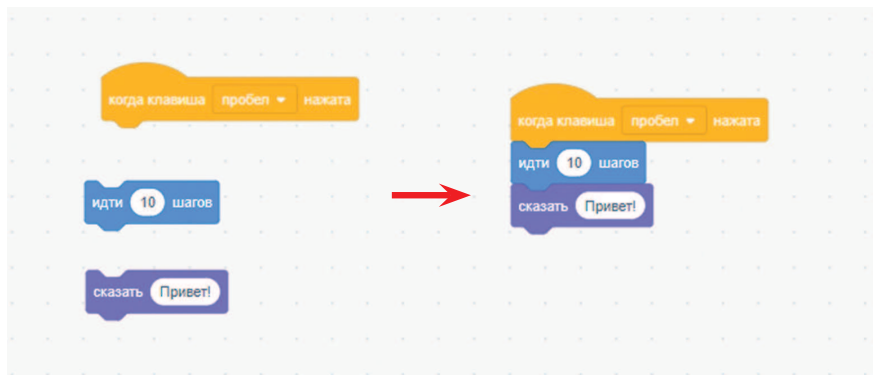 когда клавиша пробел нажата
идти 10 шагов
сказать Привет!
когда клавиша пробел нажата
идти 10 шагов
сказать Привет!